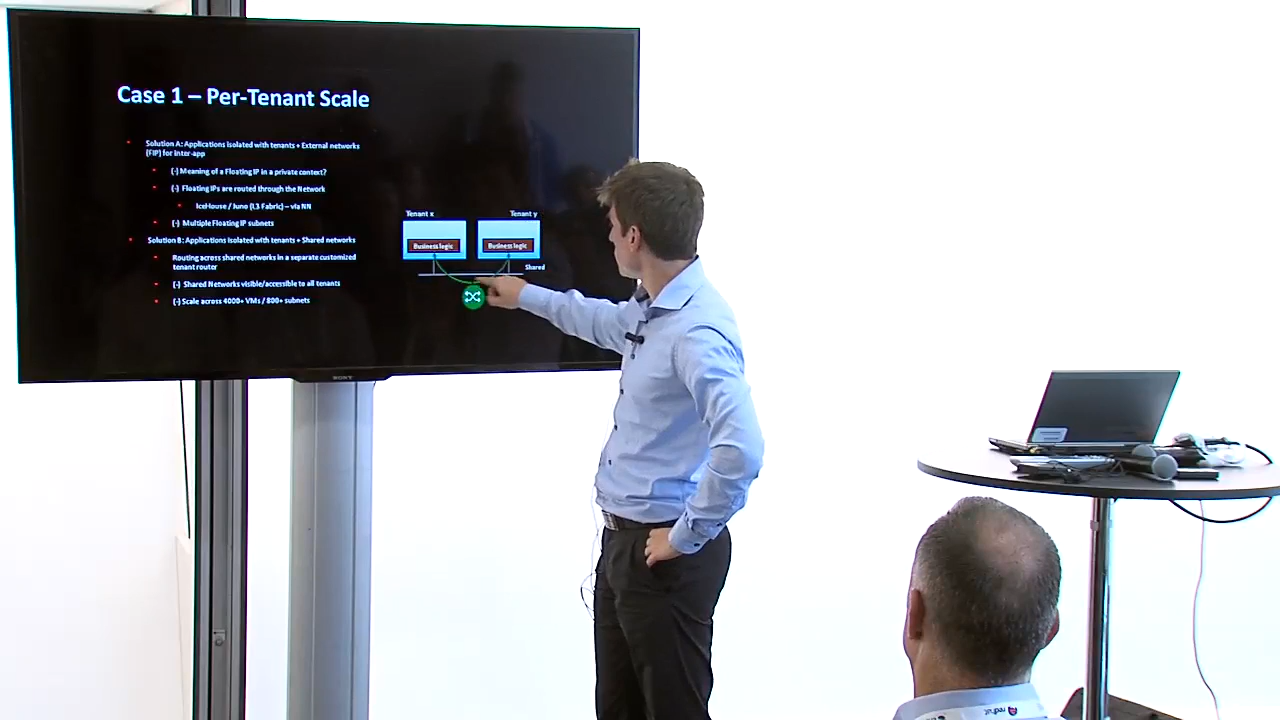 Case 1 – Per-Tenant Scale
Solution A: Applications isolated with tenants + External networks
(FIP) for inter-app
(-) Meaning of a Floating IP in a private context?
(-) Floating IPs are routed through the Network
IceHouse / Juno (L3 Fabric) – via NN
(-) Multiple Floating IP subnets
Solution B: Applications isolated with tenants + Shared networks
Routing across shared networks in a separate customized
tenant router
(-) Shared Networks visible/accessible to all tenants
(-) Scale across 4000+ VMs / 800+ subnets
Tenant x
Tenant y
Business logic
Business logic
Shared
SONY
redhat